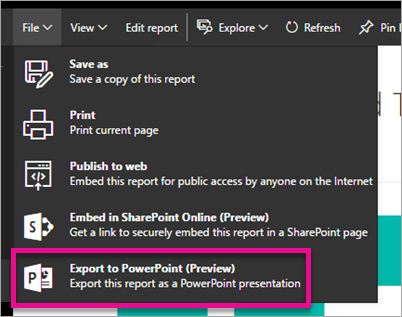 File View Edit report Explore Refresh Pin
Save as
Save a copy of this report
Print
Print current page
Publish to web
Embed this report for public access by anyone on the Internet
Embed in SharePoint Online (Preview)
Get a link to securely embed this report in a SharePoint page
Export to PowerPoint (Preview)
Export this report as a PowerPoint presentation